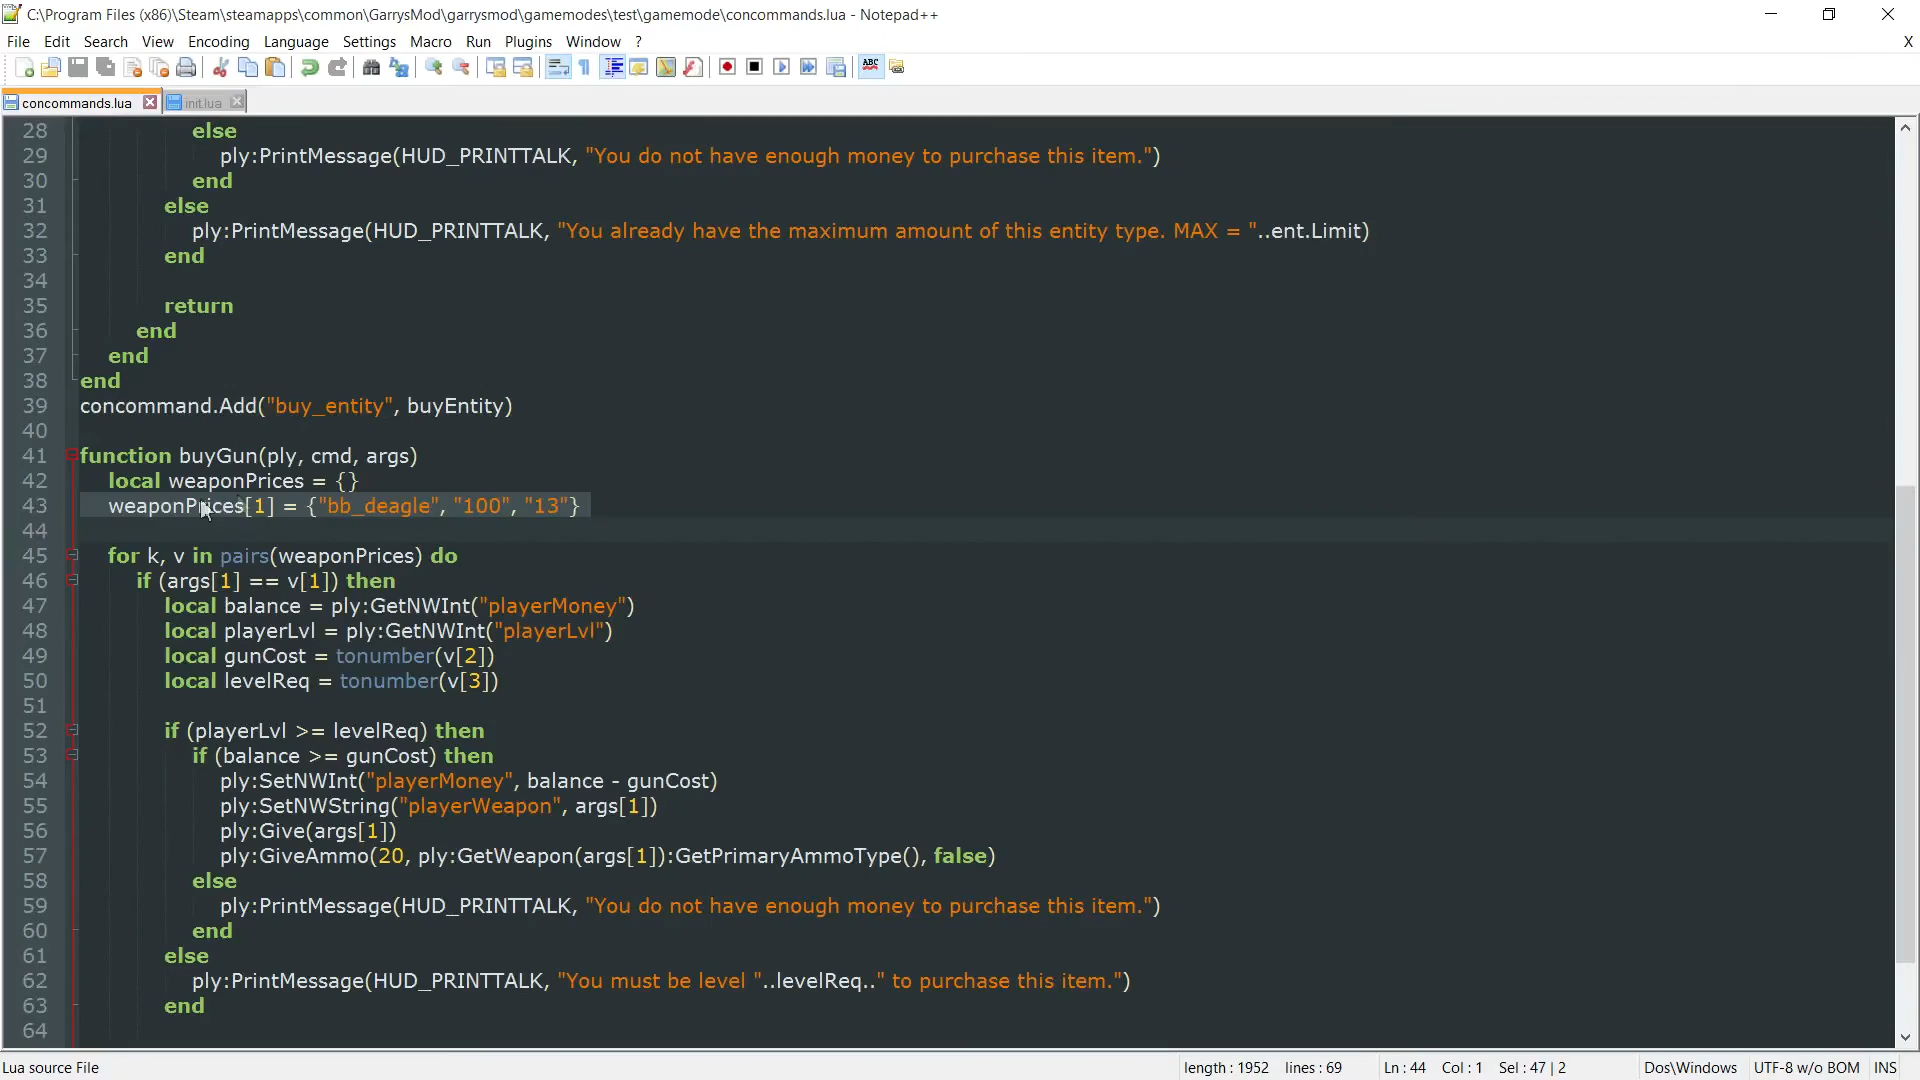 C:\Program Files (x86)\Steam\steamapps\common\GarrysMod\garrysmod\gamemodes\test\gamemode\concommands.lua - Notepad++
File Edit Search View Encoding Language Settings Macro Run Plugins Window ? X
concommands.lua init.lua
28 else
29 ply:PrintMessage(HUD_PRINTTALK, "You do not have enough money to purchase this item.")
30 end
31 else
32 ply:PrintMessage(HUD_PRINTTALK, "You already have the maximum amount of this entity type. MAX = "..ent.Limit)
33 end
34
35 return
36 end
37 end
38 end
39 concommand.Add("buy_entity", buyEntity)
40
41 function buyGun(ply, cmd, args)
42 local weaponPrices = {}
43 weaponPrices[1] = {"bb_deagle", "100", "13"}
44
45 for k, v in pairs(weaponPrices) do
46 if (args[1] == v[1]) then
47 local balance = ply:GetNWInt("playerMoney")
48 local playerLvl = ply:GetNWInt("playerLvl")
49 local gunCost = tonumber(v[2])
50 local levelReq = tonumber(v[3])
51
52 if (playerLvl >= levelReq) then
53 if (balance >= gunCost) then
54 ply:SetNWInt("playerMoney", balance - gunCost)
55 ply:SetNWString("playerWeapon", args[1])
56 ply:Give(args[1])
57 ply:GiveAmmo(20, ply:GetWeapon(args[1]):GetPrimaryAmmoType(), false)
58 else
59 ply:PrintMessage(HUD_PRINTTALK, "You do not have enough money to purchase this item.")
60 end
61 else
62 ply:PrintMessage(HUD_PRINTTALK, "You must be level "..levelReq.." to purchase this item.")
63 end
64
Lua source File length : 1952 lines : 69 Ln : 44 Col : 1 Sel : 47 | 2 Dos\Windows UTF-8 w/o BOM INS